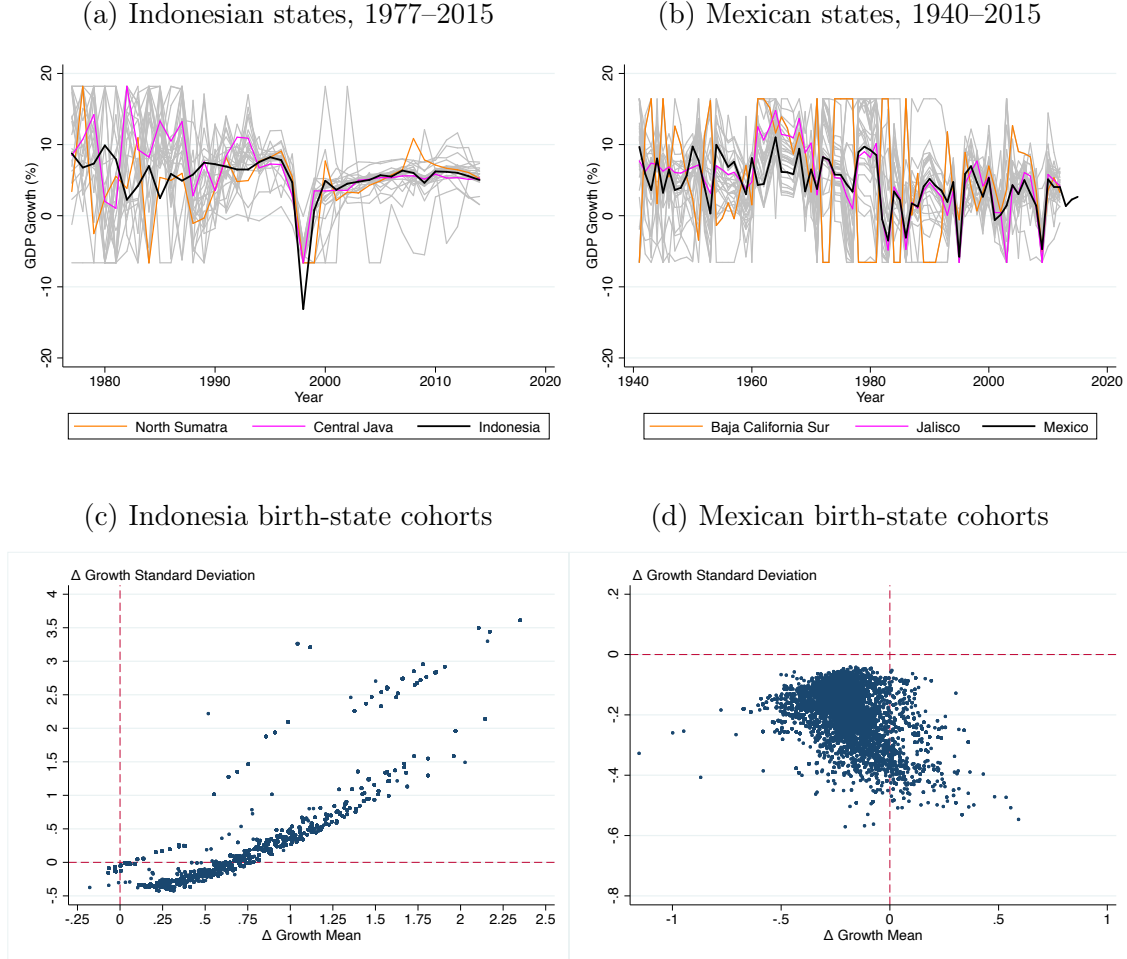 (a) Indonesian states, 1977–2015
20
10
0
-10
-20
GDP Growth (%)
1980
1990
2000
2010
2020
Year
North Sumatra
Central Java
Indonesia
(b) Mexican states, 1940–2015
20
10
0
-10
-20
GDP Growth (%)
1940
1960
1980
2000
2020
Year
Baja California Sur
Jalisco
Mexico
(c) Indonesia birth-state cohorts
Δ Growth Standard Deviation
4
3.5
3
2.5
2
1.5
1
.5
0
-.5
-.25
0
.25
.5
.75
1
1.25
1.5
1.75
2
2.25
2.5
Δ Growth Mean
(d) Mexican birth-state cohorts
Δ Growth Standard Deviation
.2
0
-.2
-.4
-.6
-.8
-1
-.5
0
.5
1
Δ Growth Mean